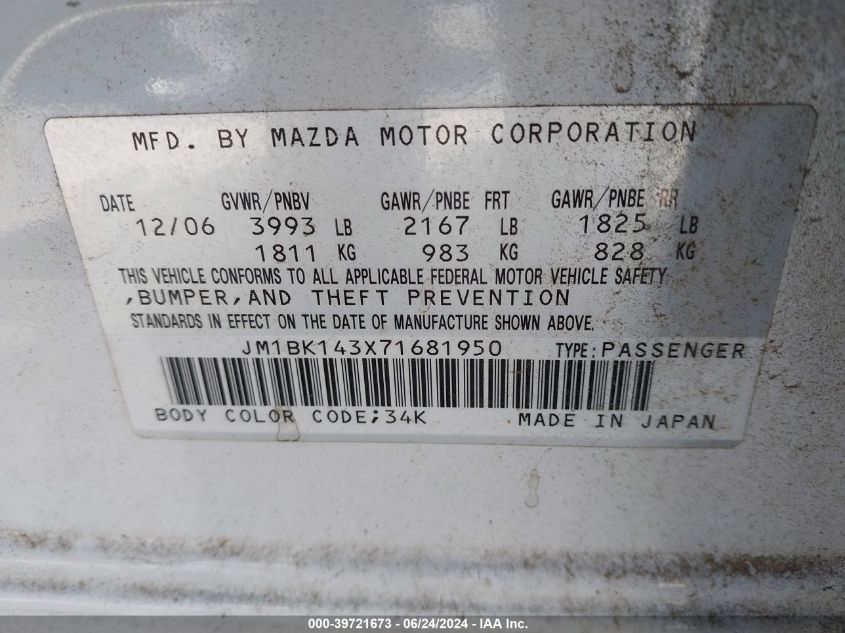 MFD. BY MAZDA MOTOR CORPORATION
DATE GVWR/PNBV GAWR/PNBE FRT GAWR/PNBE RR
12/06 3993 LB 2167 LB 1825 LB
1811 KG 983 KG 828 KG
THIS VEHICLE CONFORMS TO ALL APPLICABLE FEDERAL MOTOR VEHICLE SAFETY
,BUMPER,AND THEFT PREVENTION
STANDARDS IN EFFECT ON THE DATE OF MANUFACTURE SHOWN ABOVE.
JM1BK143X71681950 TYPE:PASSENGER
BODY COLOR CODE;34K MADE IN JAPAN
000-39721673 - 06/24/2024 - IAA Inc.